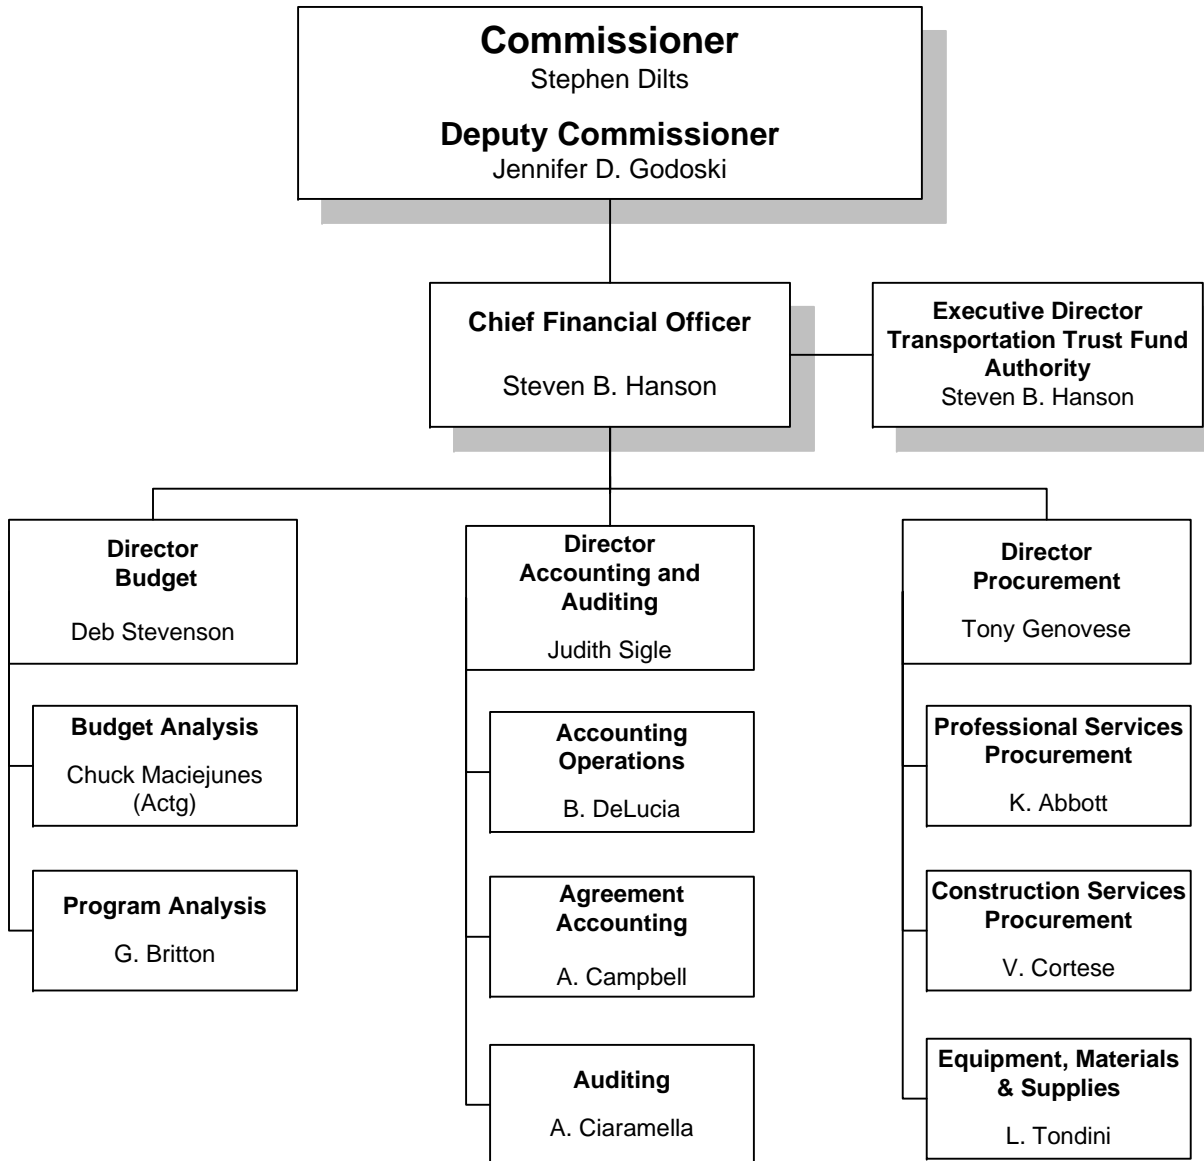 Commissioner
Stephen Dilts
Deputy Commissioner
Jennifer D. Godoski
Chief Financial Officer
Steven B. Hanson
Executive Director
Transportation Trust Fund
Authority
Steven B. Hanson
Director
Budget
Deb Stevenson
Budget Analysis
Chuck Maciejunes
(Actg)
Program Analysis
G. Britton
Director
Accounting and
Auditing
Judith Sigle
Accounting
Operations
B. DeLucia
Agreement
Accounting
A. Campbell
Auditing
A. Ciaramella
Director
Procurement
Tony Genovese
Professional Services
Procurement
K. Abbott
Construction Services
Procurement
V. Cortese
Equipment, Materials
& Supplies
L. Tondini